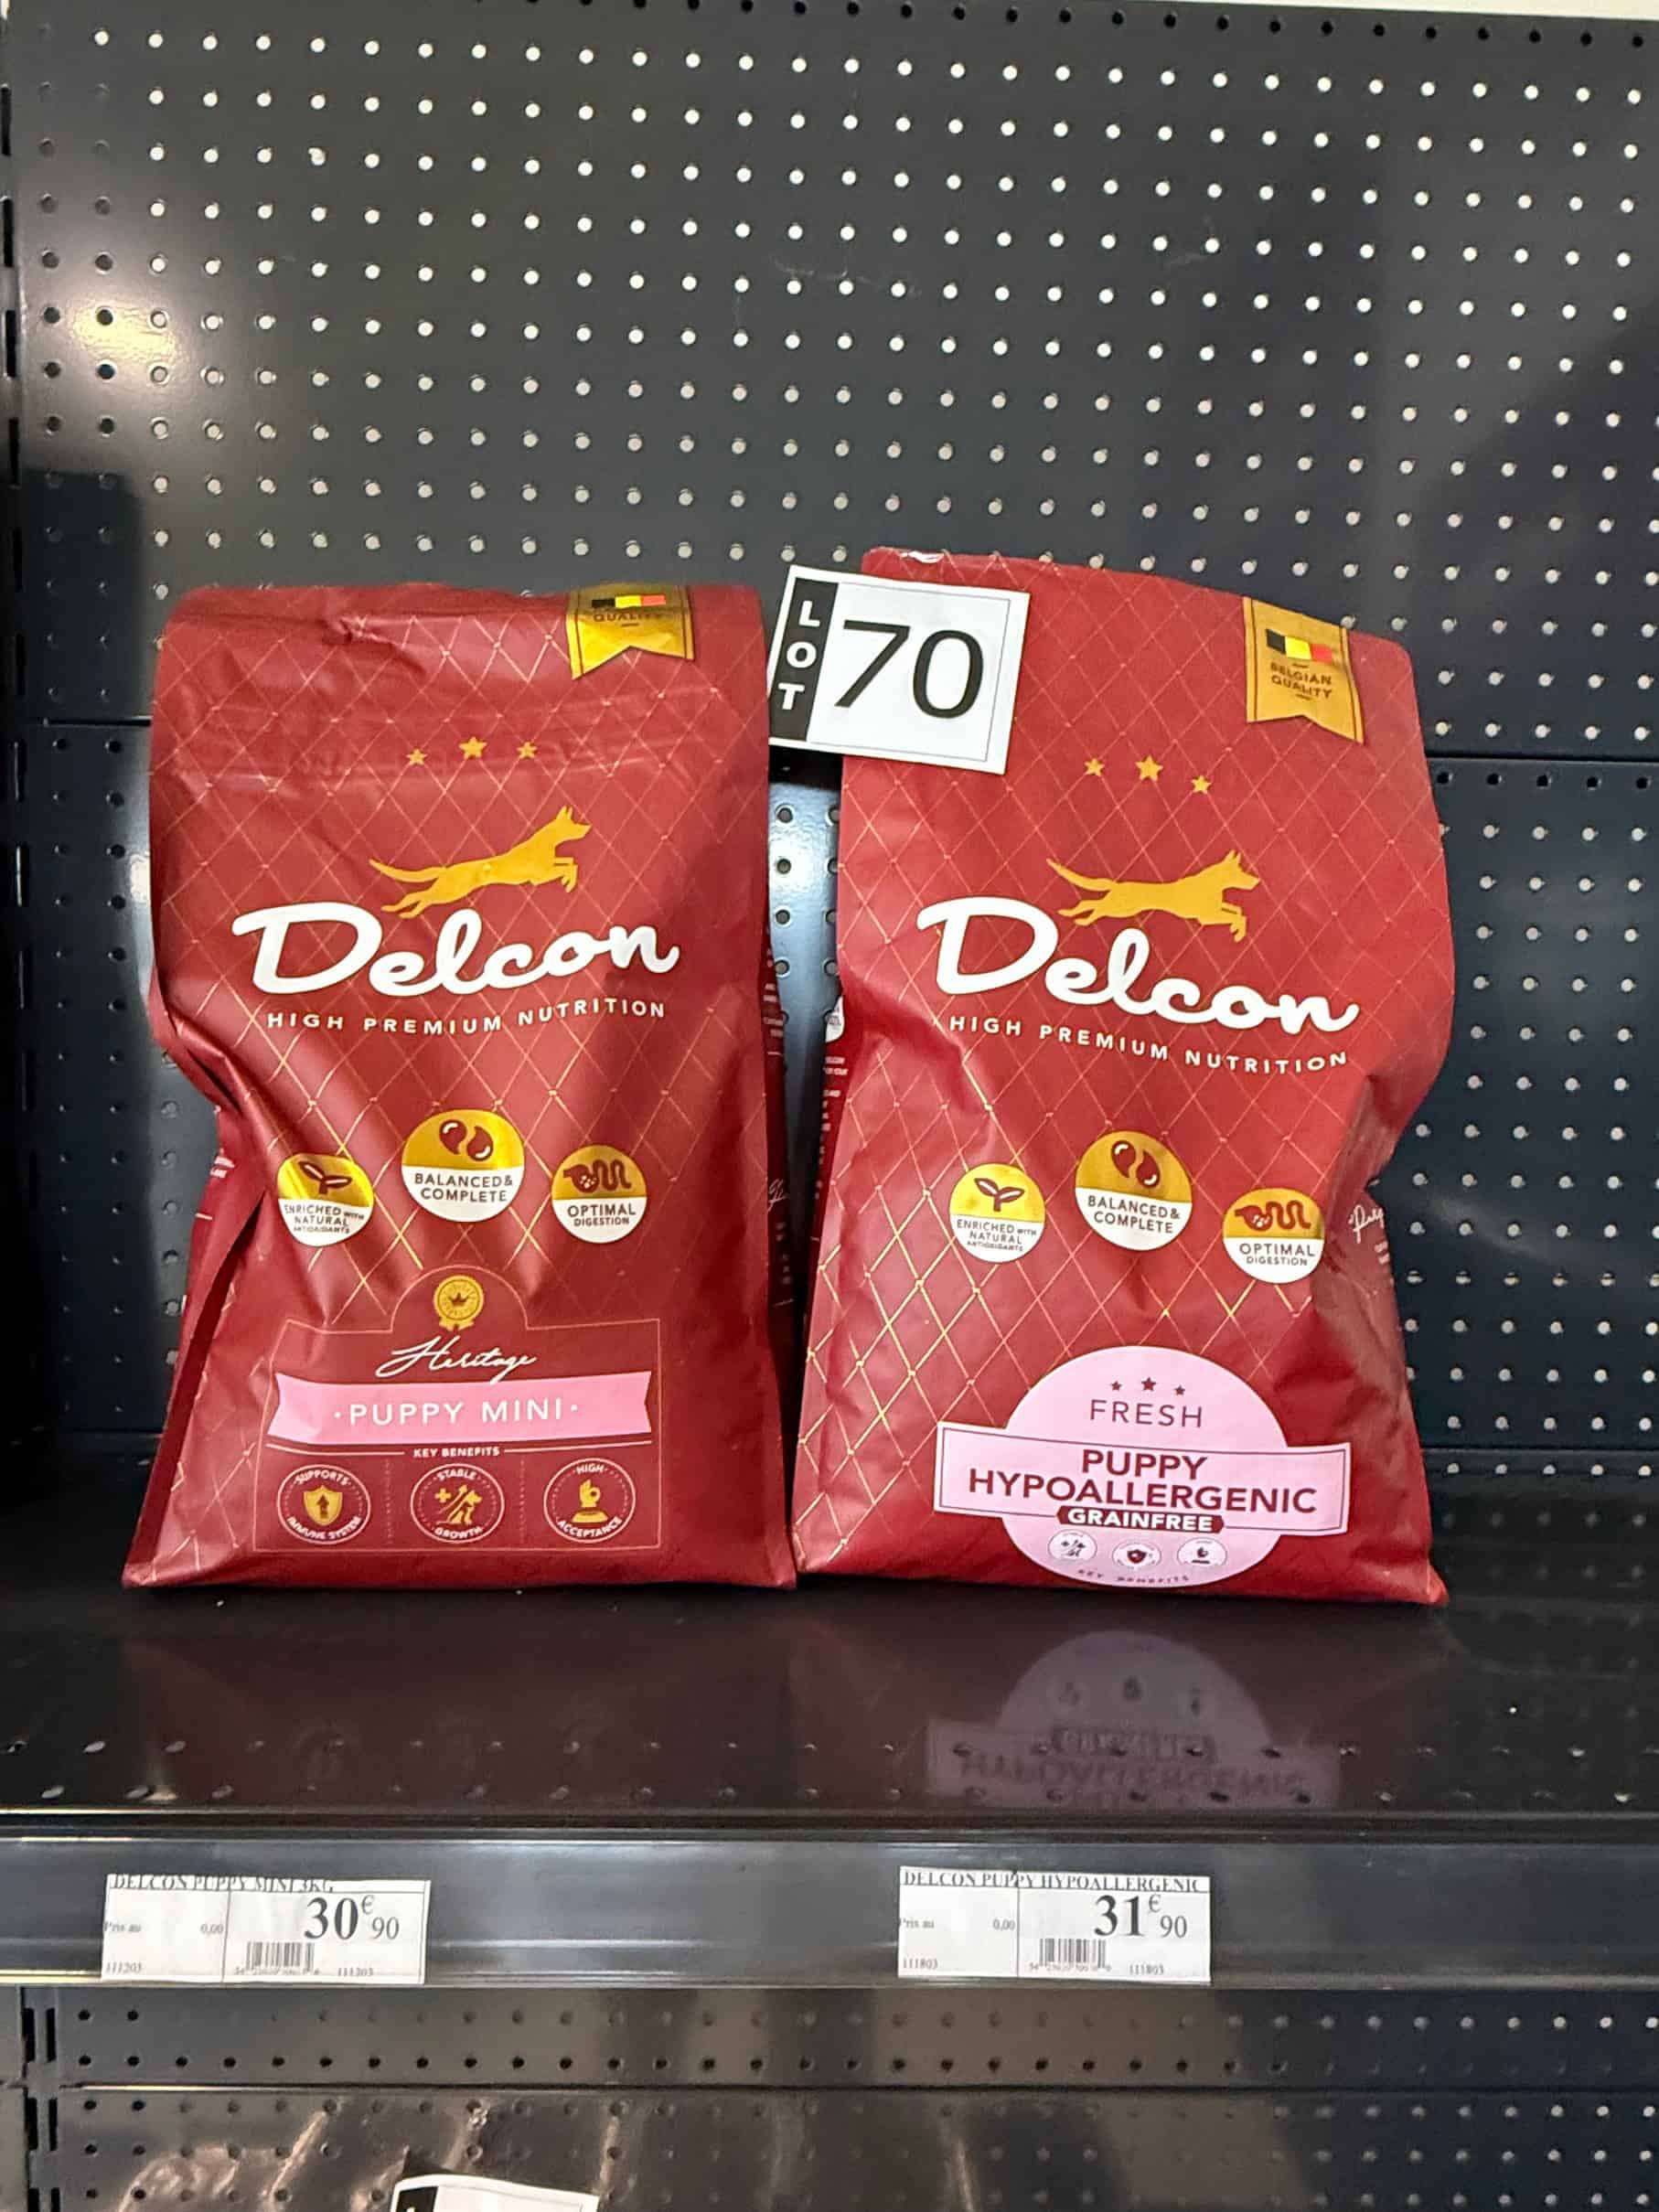 LOT
70
QUALITY
Delcon
HIGH PREMIUM NUTRITION
ENRICHED WITH
NATURAL
ANTIOXIDANTS
BALANCED &
COMPLETE
OPTIMAL
DIGESTION
Heritage
·PUPPY MINI·
KEY BENEFITS
SUPPORTS
IMMUNE SYSTEM
STABLE
GROWTH
HIGH
ACCEPTANCE
BELGIAN
QUALITY
Delcon
HIGH PREMIUM NUTRITION
ENRICHED WITH
NATURAL
ANTIOXIDANTS
BALANCED &
COMPLETE
OPTIMAL
DIGESTION
FRESH
PUPPY
HYPOALLERGENIC
GRAINFREE
KEY BENEFITS
DELCON PUPPY MINI 3KG
Prix au 0,00
30€90
111203 111203
DELCON PUPPY HYPOALLERGENIC
Prix au 0,00
31€90
111803 111803